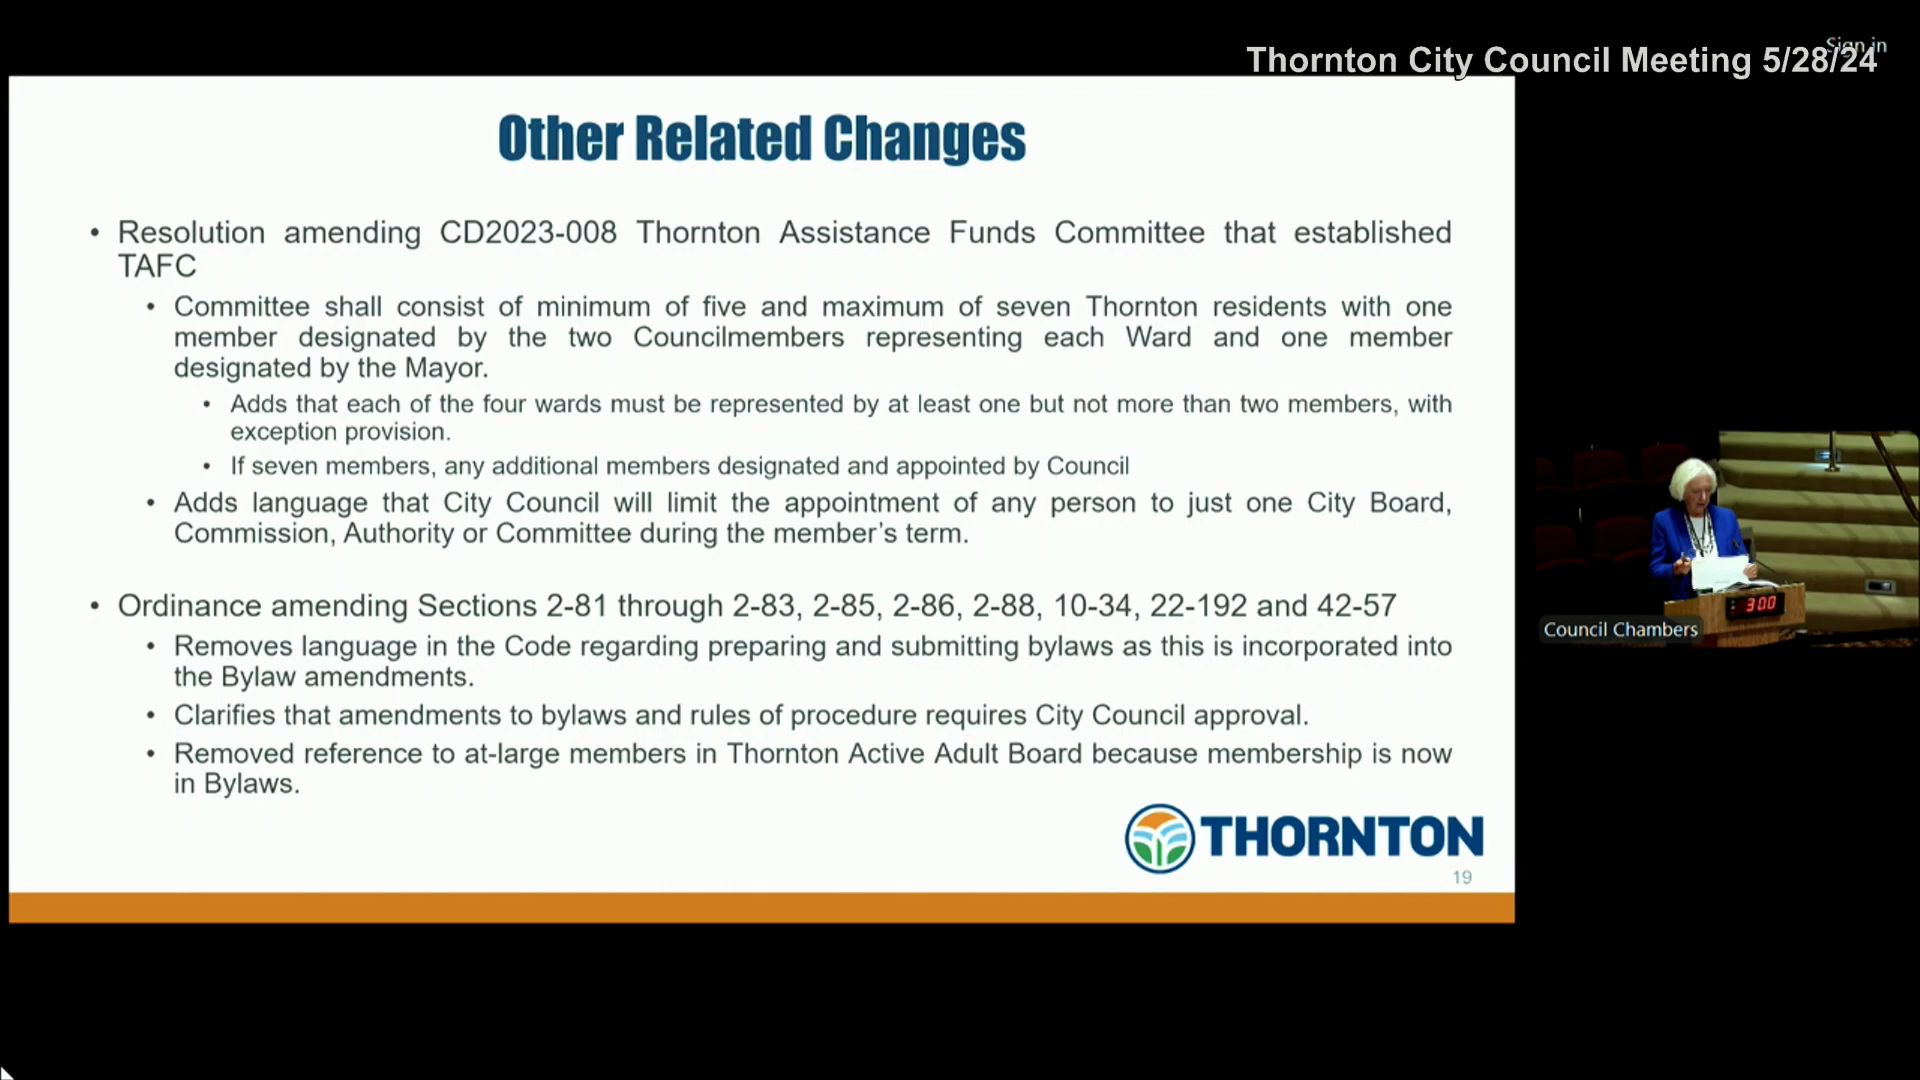 Sign in
Thornton City Council Meeting 5/28/24
Other Related Changes
• Resolution amending CD2023-008 Thornton Assistance Funds Committee that established
TAFC
• Committee shall consist of minimum of five and maximum of seven Thornton residents with one
member designated by the two Councilmembers representing each Ward and one member
designated by the Mayor.
• Adds that each of the four wards must be represented by at least one but not more than two members, with
exception provision.
• If seven members, any additional members designated and appointed by Council
• Adds language that City Council will limit the appointment of any person to just one City Board,
Commission, Authority or Committee during the member's term.
• Ordinance amending Sections 2-81 through 2-83, 2-85, 2-86, 2-88, 10-34, 22-192 and 42-57
• Removes language in the Code regarding preparing and submitting bylaws as this is incorporated into
the Bylaw amendments.
• Clarifies that amendments to bylaws and rules of procedure requires City Council approval.
• Removed reference to at-large members in Thornton Active Adult Board because membership is now
in Bylaws.
THORNTON
19
3:00
Council Chambers